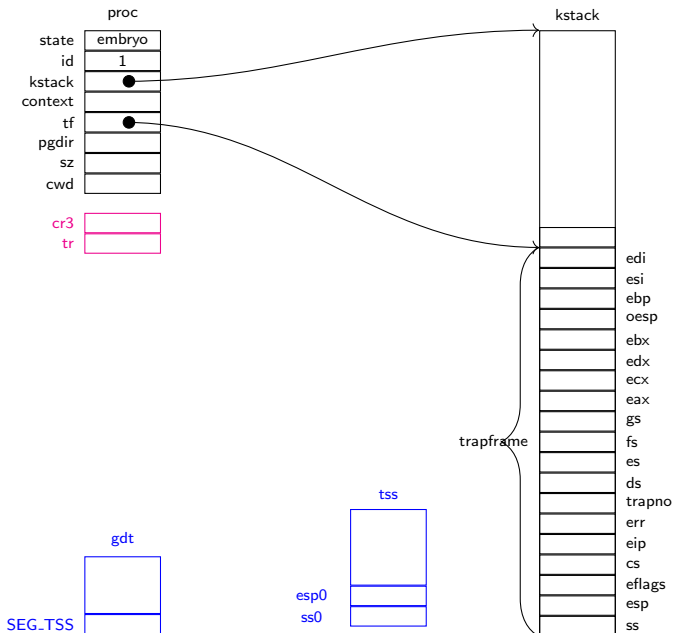 proc
state embryo
id 1
kstack
context
tf
pgdir
sz
cwd
cr3
tr
kstack
edi
esi
ebp
oesp
ebx
edx
ecx
eax
gs
fs
es
ds
trapno
err
eip
cs
eflags
esp
ss
trapframe
tss
esp0
ss0
gdt
SEG_TSS